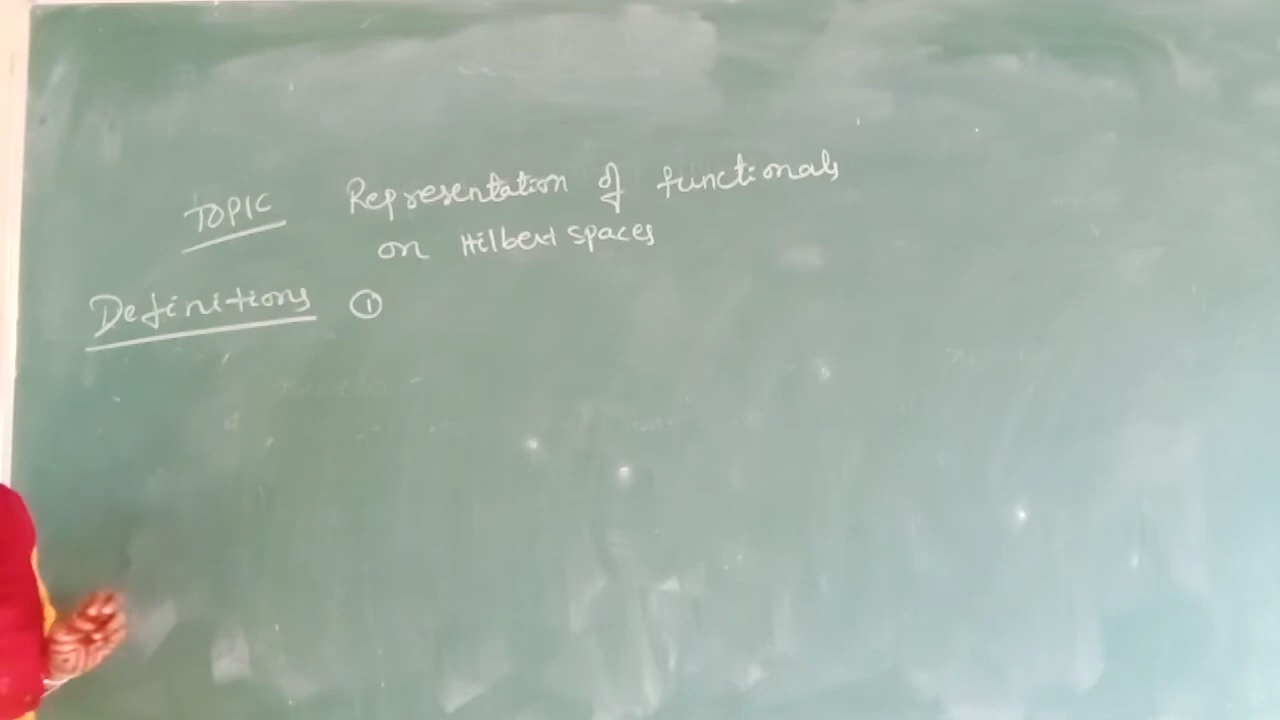 TOPIC Representation of functionals
on Hilbert spaces
Definitions ①